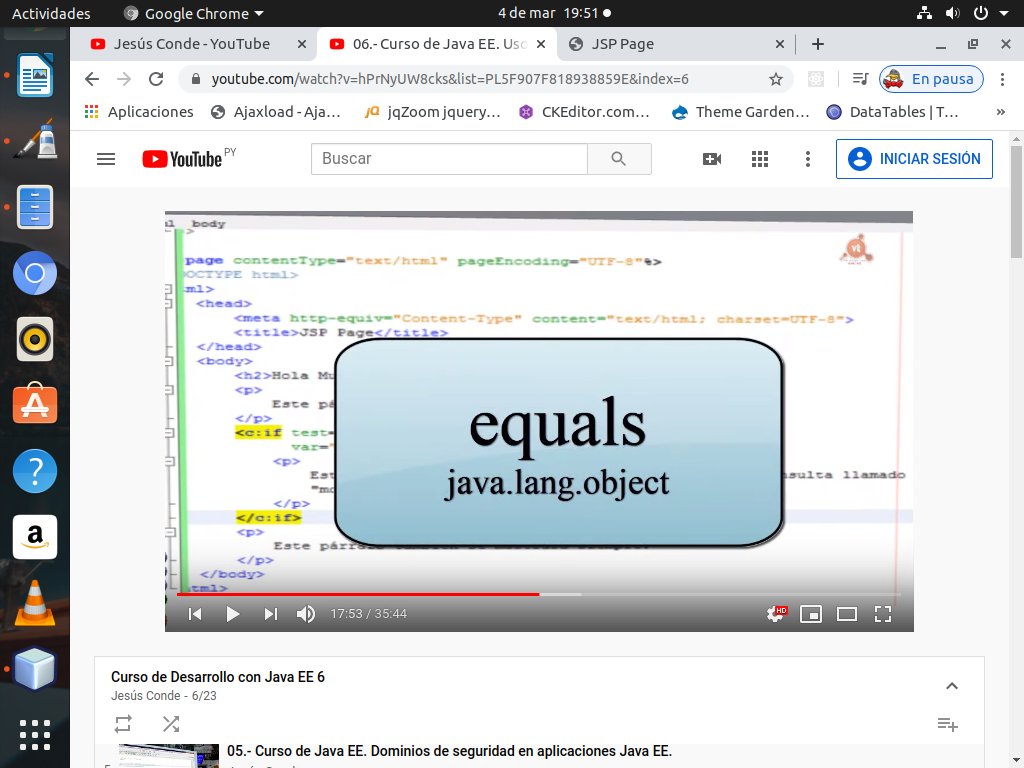 Actividades Google Chrome 4 de mar 19:51
Jesús Conde - YouTube 06.- Curso de Java EE. Uso JSP Page
youtube.com/watch?v=hPrNyUW8cks&list=PL5F907F818938859E&index=6 En pausa
Aplicaciones Ajaxload - Aja... jqZoom jquery... CKEditor.com... Theme Garden... DataTables | T... »
YouTube PY Buscar INICIAR SESIÓN
body
page contentType="text/html" pageEncoding="UTF-8"%>
OCTYPE html>
ml>
<head>
<meta http-equiv="Content-Type" content="text/html; charset=UTF-8">
<title>JSP Page</title>
</head>
<body>
<h2>Hola Mu
<p>
Este pá
</p>
<c:if test=
var="
<p>
Est
sulta llamado
"mo
</p>
</c:if>
<p>
</p>
</body>
tml>
equals
java.lang.object
17:53 / 35:44 HD
Curso de Desarrollo con Java EE 6
Jesús Conde - 6/23
05.- Curso de Java EE. Dominios de seguridad en aplicaciones Java EE.